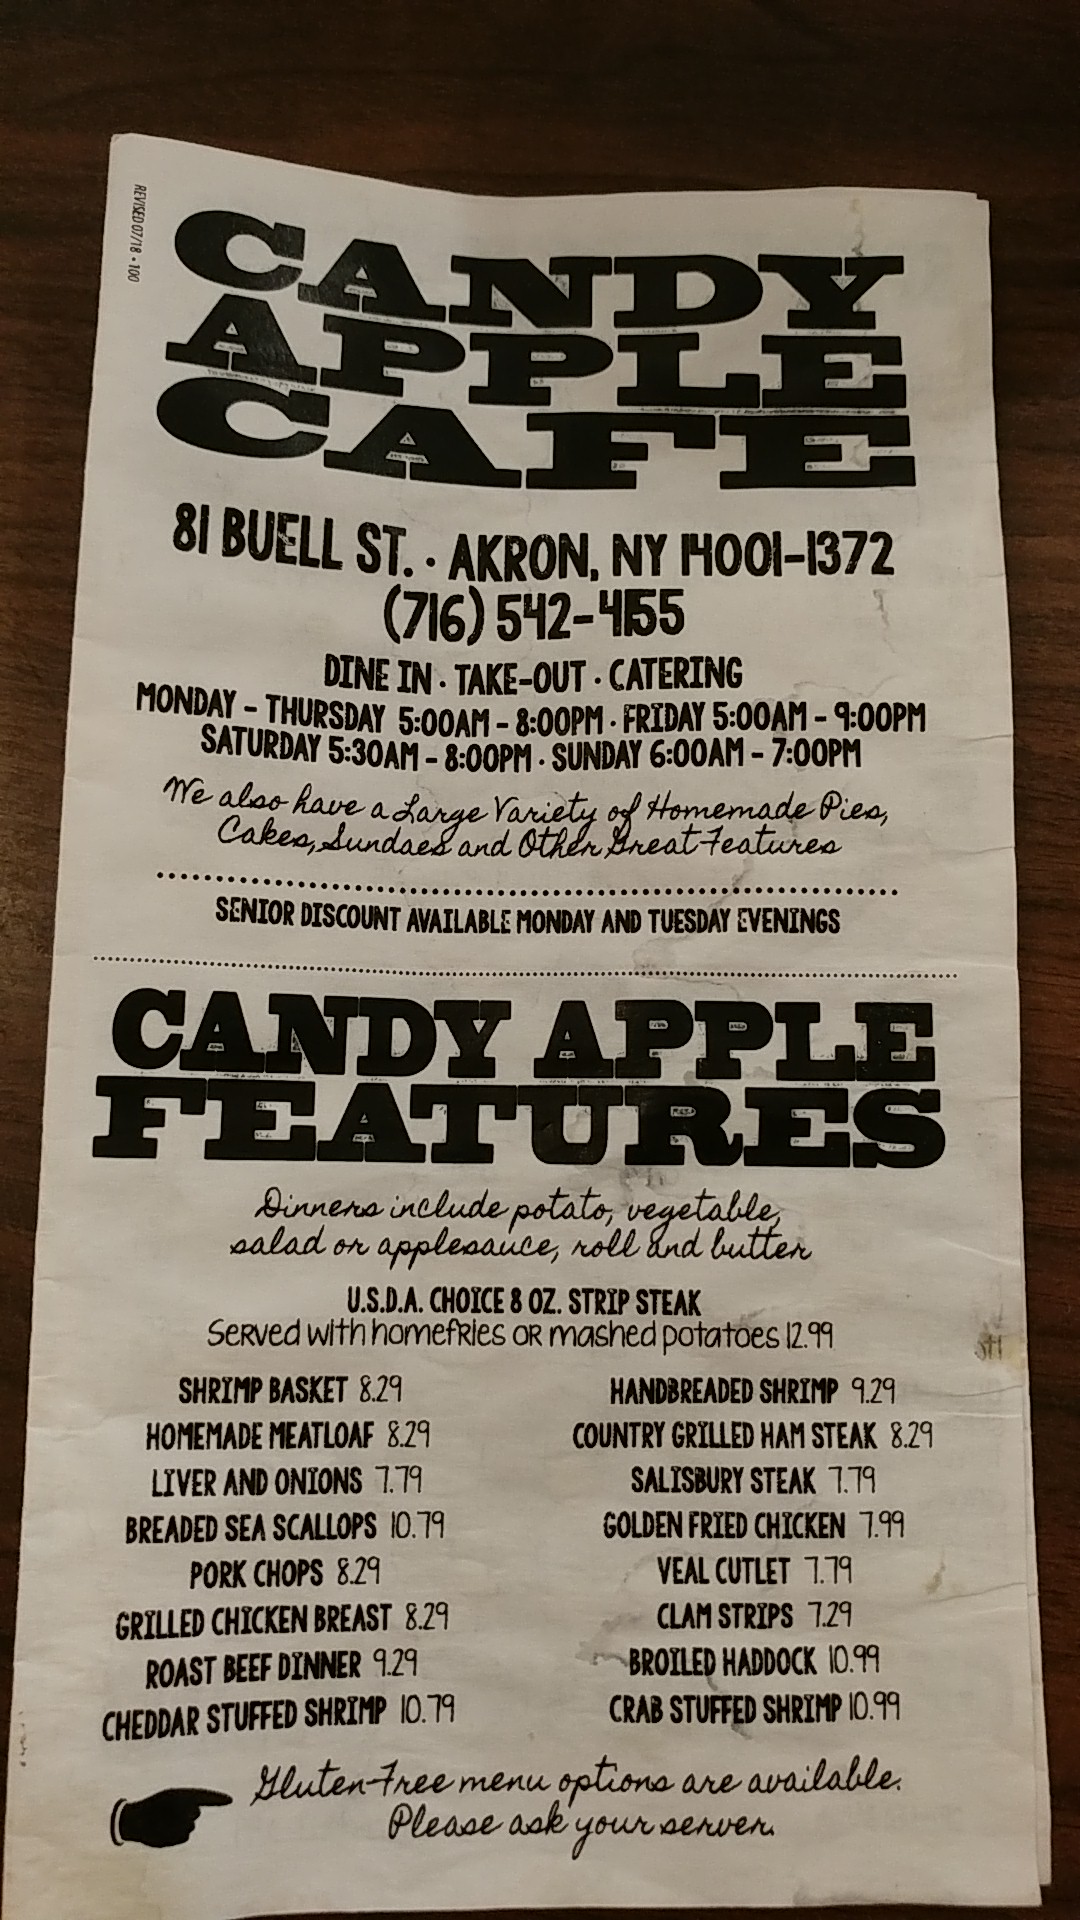 REVISED 07/18 • 100
CANDY
APPLE
CAFE
81 BUELL ST. · AKRON, NY 14001-1372
(716) 542-4155
DINE IN · TAKE-OUT · CATERING
MONDAY - THURSDAY 5:00AM - 8:00PM · FRIDAY 5:00AM - 9:00PM
SATURDAY 5:30AM - 8:00PM · SUNDAY 6:00AM - 7:00PM
We also have a Large Variety of Homemade Pies,
Cakes, Sundaes and Other Great Features
SENIOR DISCOUNT AVAILABLE MONDAY AND TUESDAY EVENINGS
CANDY APPLE
FEATURES
Dinners include potato, vegetable,
salad or applesauce, roll and butter
U.S.D.A. CHOICE 8 OZ. STRIP STEAK
Served with homefries or mashed potatoes 12.99
SHRIMP BASKET 8.29
HOMEMADE MEATLOAF 8.29
LIVER AND ONIONS 7.79
BREADED SEA SCALLOPS 10.79
PORK CHOPS 8.29
GRILLED CHICKEN BREAST 8.29
ROAST BEEF DINNER 9.29
CHEDDAR STUFFED SHRIMP 10.79
HANDBREADED SHRIMP 9.29
COUNTRY GRILLED HAM STEAK 8.29
SALISBURY STEAK 7.79
GOLDEN FRIED CHICKEN 7.99
VEAL CUTLET 7.79
CLAM STRIPS 7.29
BROILED HADDOCK 10.99
CRAB STUFFED SHRIMP 10.99
Gluten-Free menu options are available.
Please ask your server.